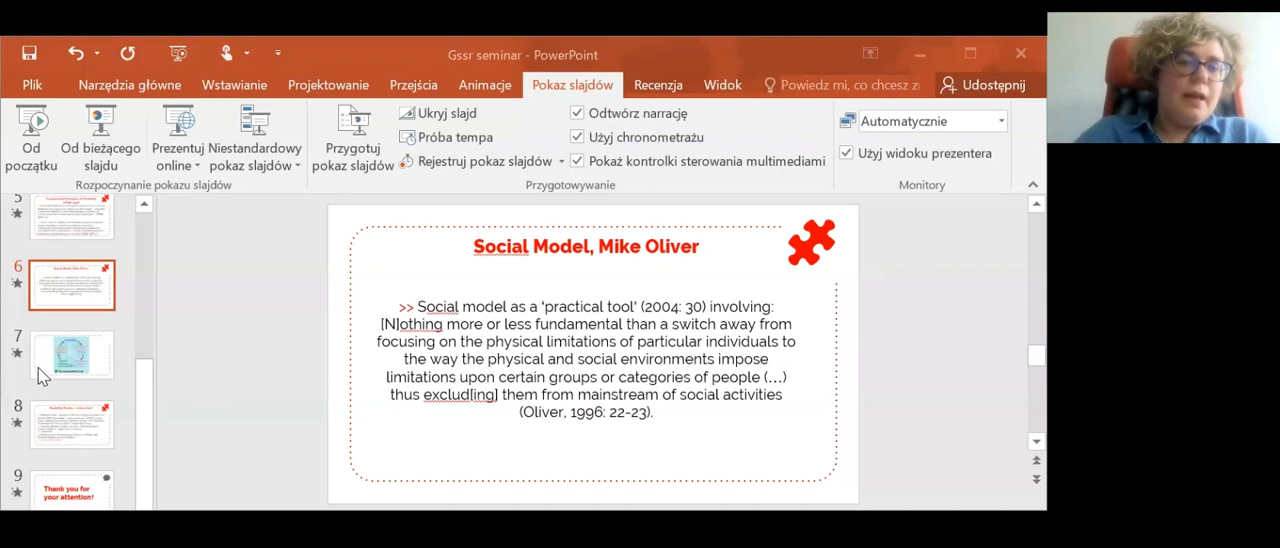 Gssr seminar - PowerPoint
Plik Narzędzia główne Wstawianie Projektowanie Przejścia Animacje Pokaz slajdów Recenzja Widok Powiedz mi, co chcesz Udostępnij
Od początku
Od bieżącego slajdu
Prezentuj online
Niestandardowy pokaz slajdów
Rozpoczynanie pokazu slajdów
Przygotuj pokaz slajdów
Ukryj slajd
Próba tempa
Rejestruj pokaz slajdów
Odtwórz narrację
Użyj chronometrażu
Pokaż kontrolki sterowania multimediami
Przygotowywanie
Automatycznie
Użyj widoku prezentera
Monitory
5
6
7
8
9
Thank you for
your attention!
Social Model, Mike Oliver
>> Social model as a ‘practical tool’ (2004: 30) involving:
[N]othing more or less fundamental than a switch away from
focusing on the physical limitations of particular individuals to
the way the physical and social environments impose
limitations upon certain groups or categories of people (…)
thus exclud[ing] them from mainstream of social activities
(Oliver, 1996: 22-23).